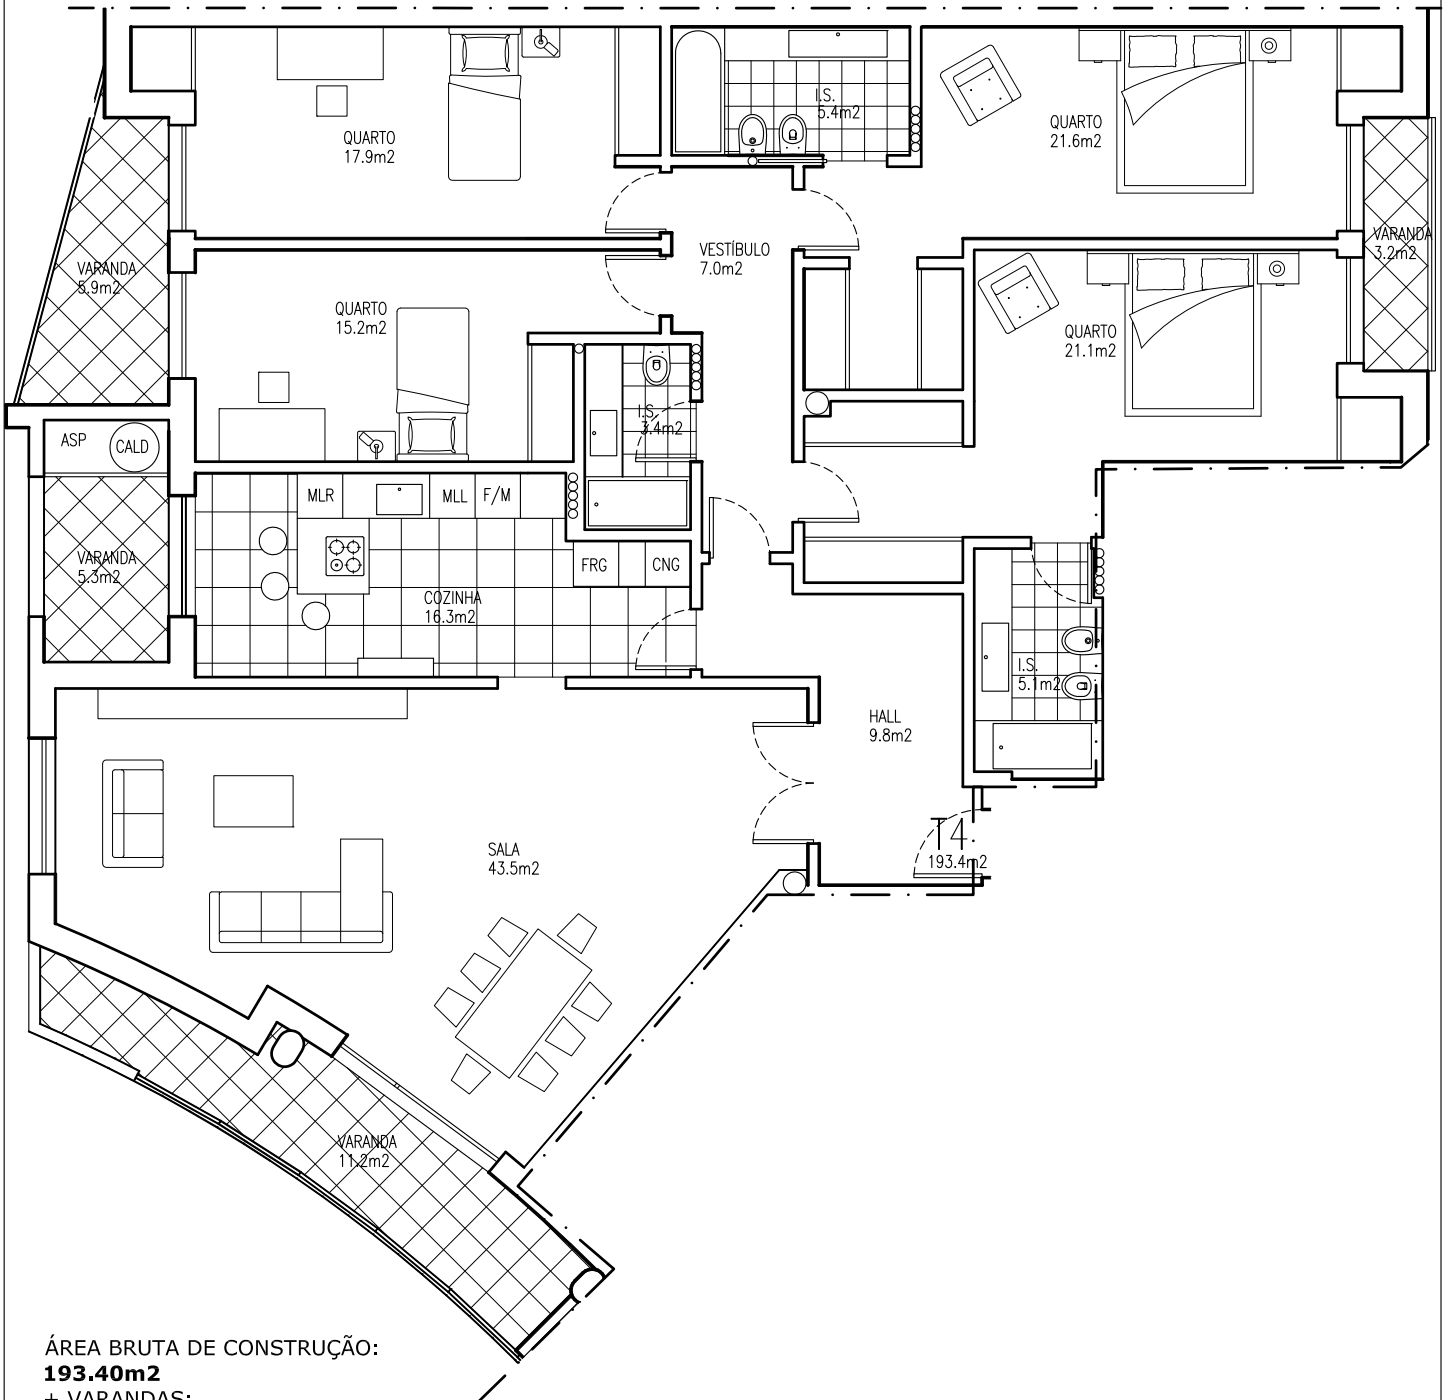 I.S.
5.4m2
QUARTO
17.9m2
QUARTO
21.6m2
VESTÍBULO
7.0m2
VARANDA
3.2m2
VARANDA
5.9m2
QUARTO
15.2m2
QUARTO
21.1m2
I.S.
3.4m2
ASP
CALD
MLR
MLL
F/M
VARANDA
5.3m2
FRG
CNG
COZINHA
16.3m2
I.S.
5.1m2
HALL
9.8m2
T4
193.4m2
SALA
43.5m2
VARANDA
11.2m2
ÁREA BRUTA DE CONSTRUÇÃO:
193.40m2
+ VARANDAS: